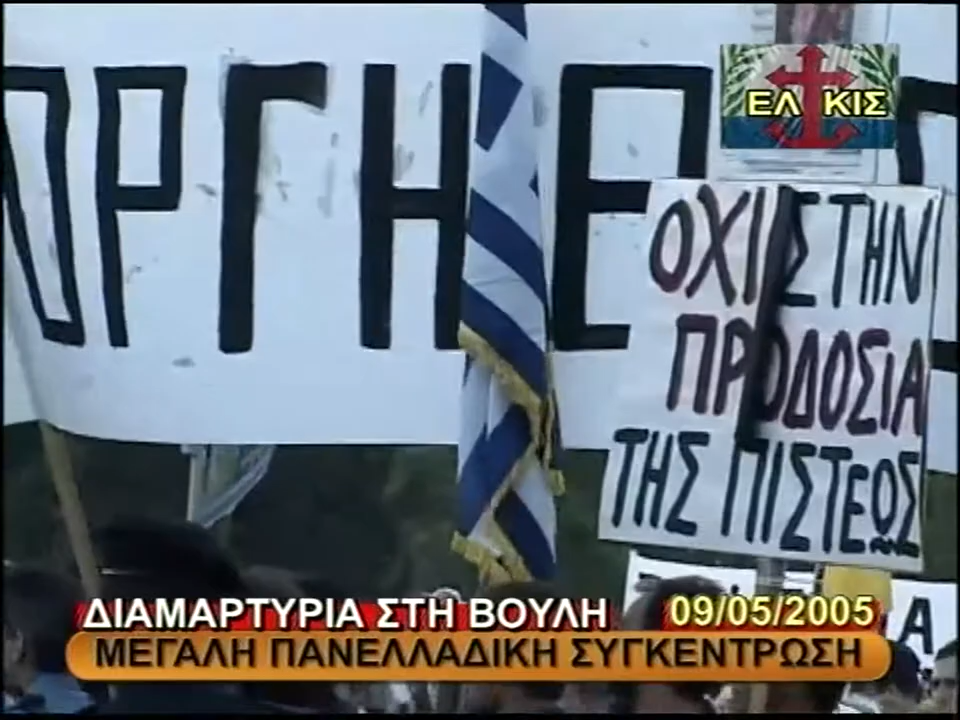 ΟΡΓΗ Ε
ΕΛ ΚΙΣ
ΟΧΙ ΣΤΗΝ
ΠΡΟΔΟΣΙΑ
ΤΗΣ ΠΙΣΤΕΩΣ
Α
ΔΙΑΜΑΡΤΥΡΙΑ ΣΤΗ ΒΟΥΛΗ 09/05/2005
ΜΕΓΑΛΗ ΠΑΝΕΛΛΑΔΙΚΗ ΣΥΓΚΕΝΤΡΩΣΗ